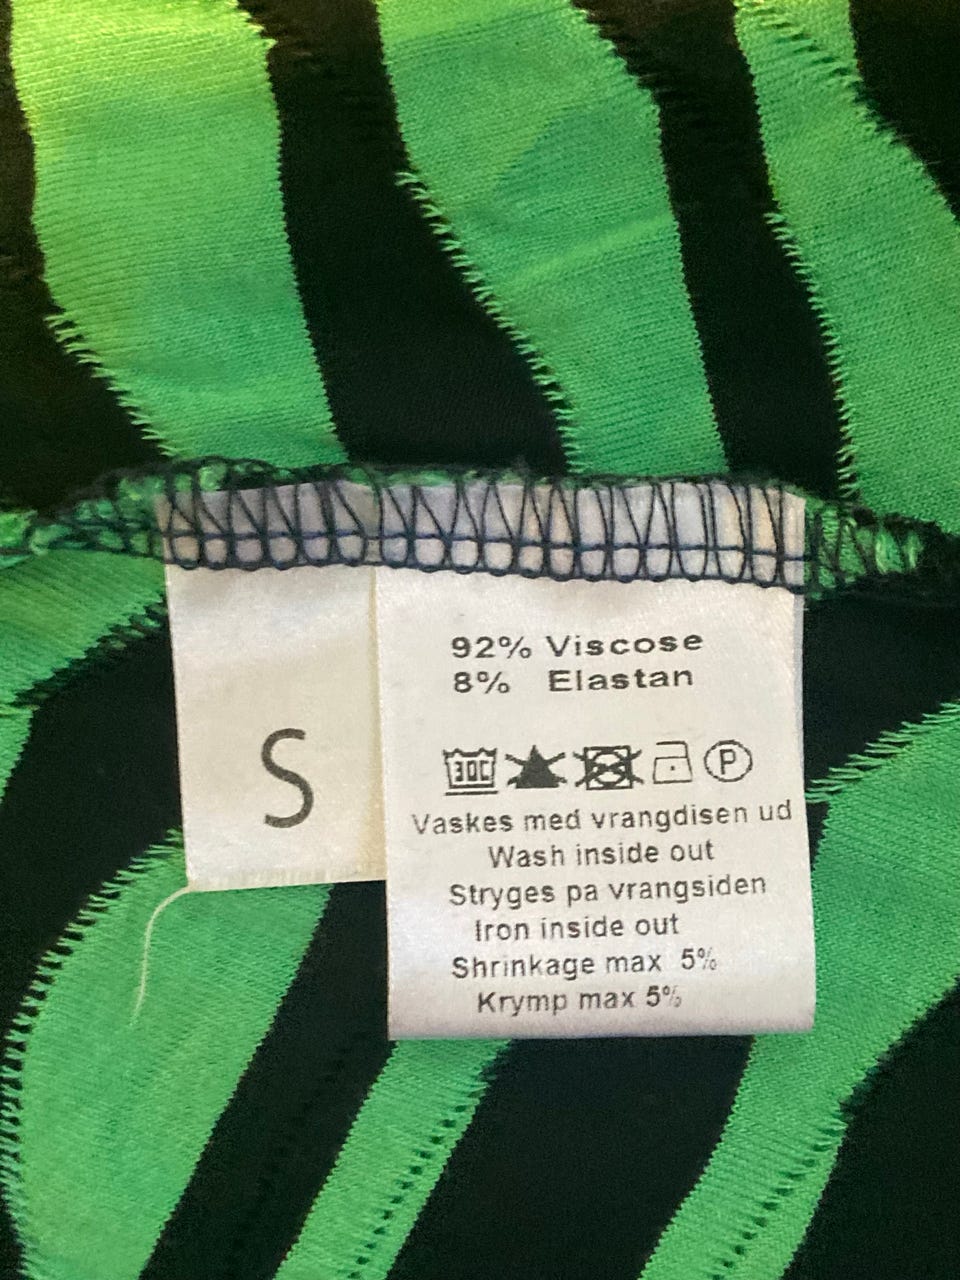 S
92% Viscose
8% Elastan
30C P
Vaskes med vrangdisen ud
Wash inside out
Stryges pa vrangsiden
Iron inside out
Shrinkage max 5%
Krymp max 5%